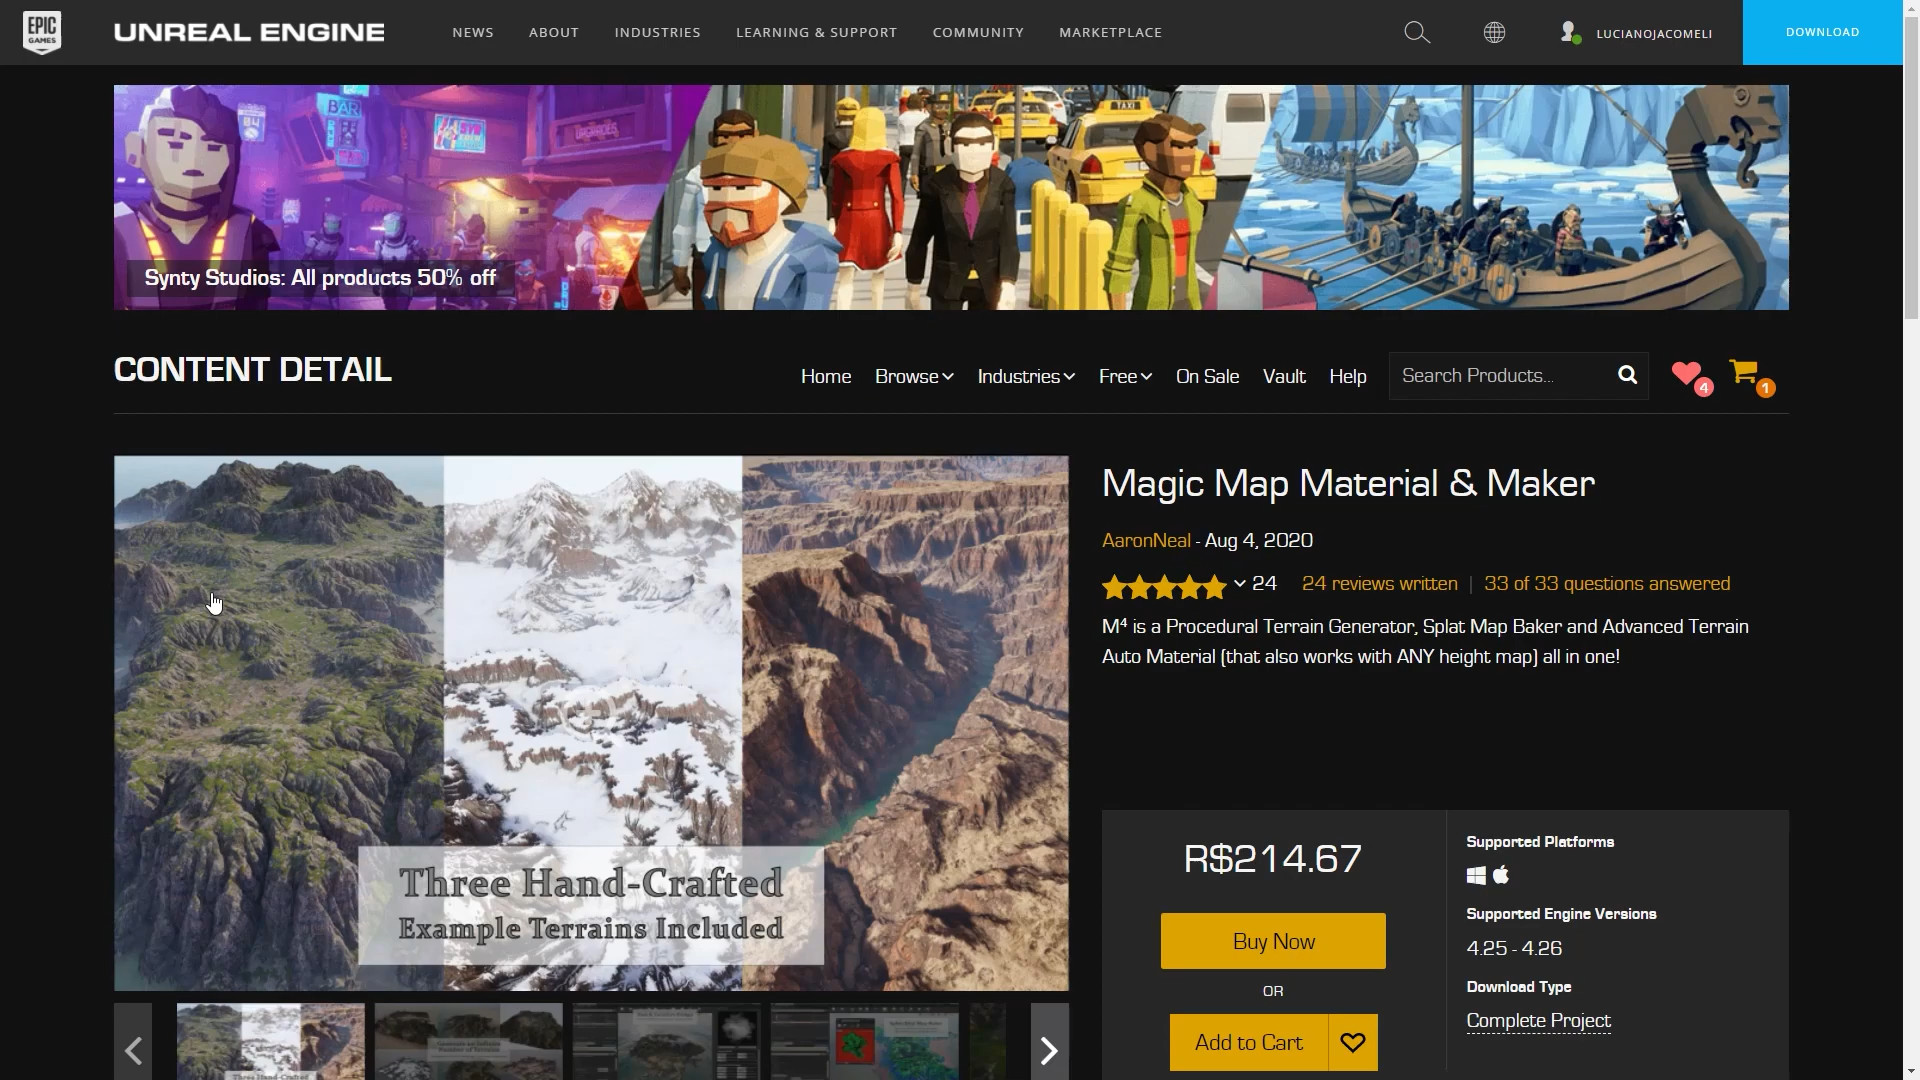 EPIC GAMES
UNREAL ENGINE
NEWS
ABOUT
INDUSTRIES
LEARNING & SUPPORT
COMMUNITY
MARKETPLACE
LUCIANOJACOMELI
DOWNLOAD
BAR
TAXI
Synty Studios: All products 50% off
CONTENT DETAIL
Home
Browse
Industries
Free
On Sale
Vault
Help
Search Products...
4
1
Magic Map Material & Maker
AaronNeal - Aug 4, 2020
24
24 reviews written | 33 of 33 questions answered
M⁴ is a Procedural Terrain Generator, Splat Map Baker and Advanced Terrain
Auto Material (that also works with ANY height map) all in one!
Three Hand-Crafted
Example Terrains Included
R$214.67
Buy Now
OR
Add to Cart
Supported Platforms
Supported Engine Versions
4.25 - 4.26
Download Type
Complete Project
Three Hand-Crafted